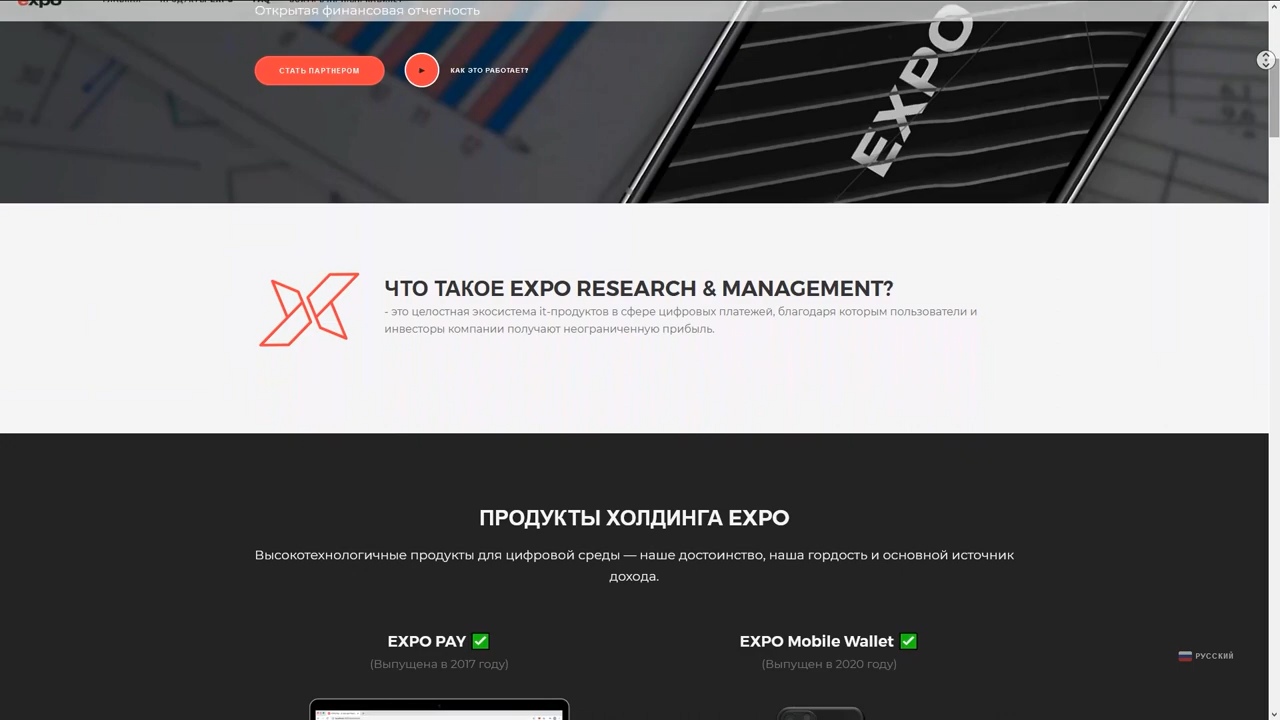 expo
Открытая финансовая отчетность
EXPO
СТАТЬ ПАРТНЕРОМ
КАК ЭТО РАБОТАЕТ?
ЧТО ТАКОЕ EXPO RESEARCH & MANAGEMENT?
- это целостная экосистема it-продуктов в сфере цифровых платежей, благодаря которым пользователи и
инвесторы компании получают неограниченную прибыль.
ПРОДУКТЫ ХОЛДИНГА EXPO
Высокотехнологичные продукты для цифровой среды — наше достоинство, наша гордость и основной источник
дохода.
EXPO PAY
EXPO Mobile Wallet
(Выпущена в 2017 году)
(Выпущен в 2020 году)
РУССКИЙ